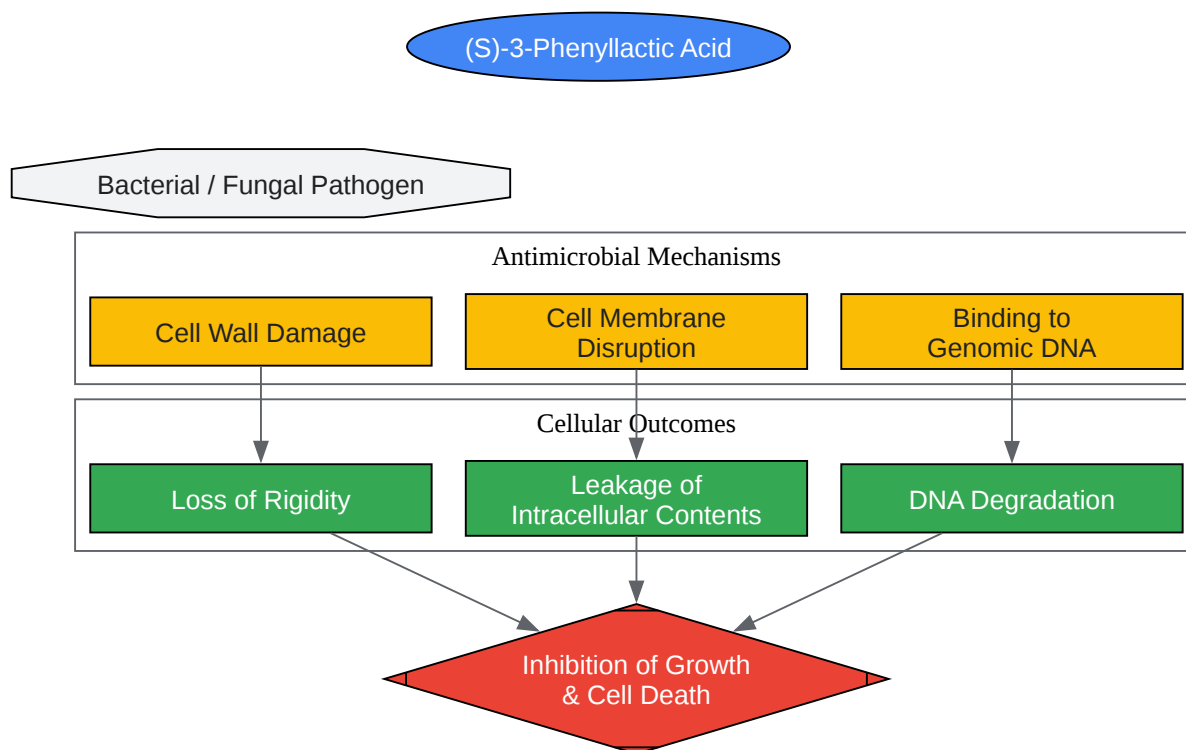 (S)-3-Phenyllactic Acid
Bacterial / Fungal Pathogen
Antimicrobial Mechanisms
Cell Wall Damage
Cell Membrane
Disruption
Binding to
Genomic DNA
Cellular Outcomes
Loss of Rigidity
Leakage of
Intracellular Contents
DNA Degradation
Inhibition of Growth
& Cell Death